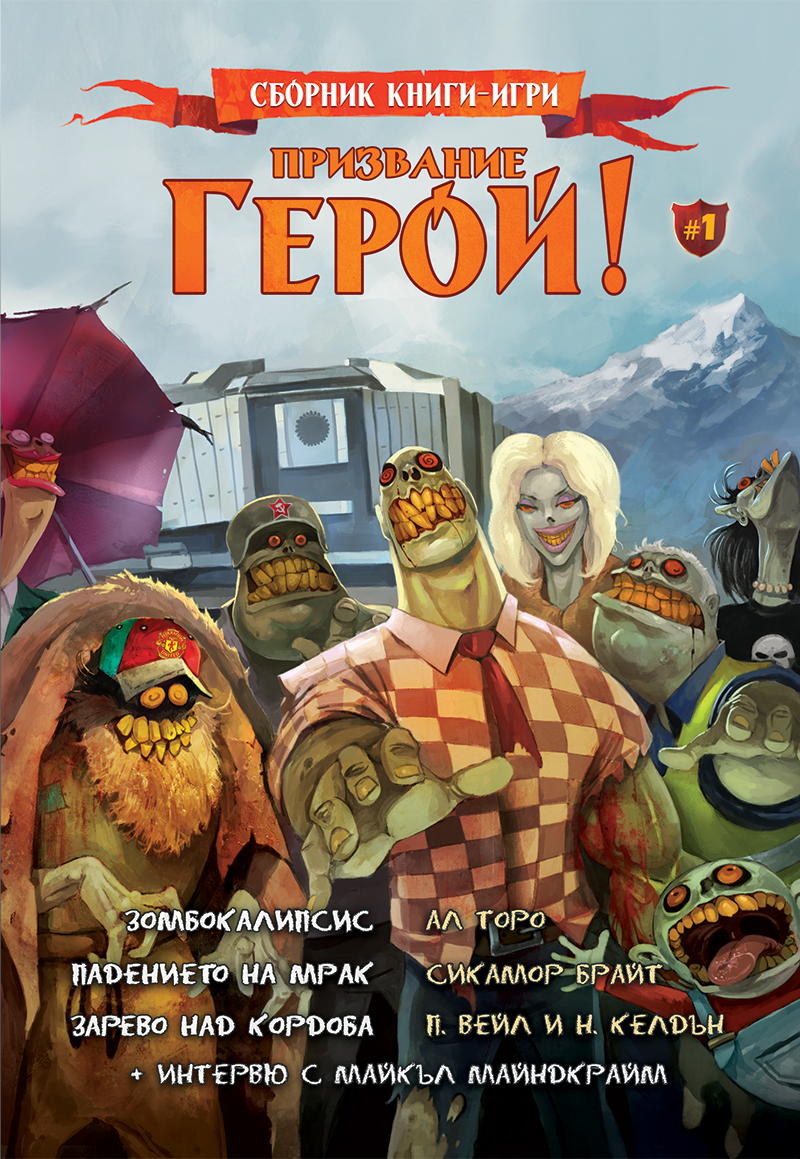 СБОРНИК КНИГИ-ИГРИ
ПРИЗВАНИЕ
ГЕРОЙ!
#1
ЗОМБОКАЛИПСИС АЛ ТОРО
ПАДЕНИЕТО НА МРАК СИКАМОР БРАЙТ
ЗАРЕВО НАД КОРДОБА П. ВЕЙЛ И Н. КЕЛДЪН
+ ИНТЕРВЮ С МАЙКЪЛ МАЙНДКРАЙМ